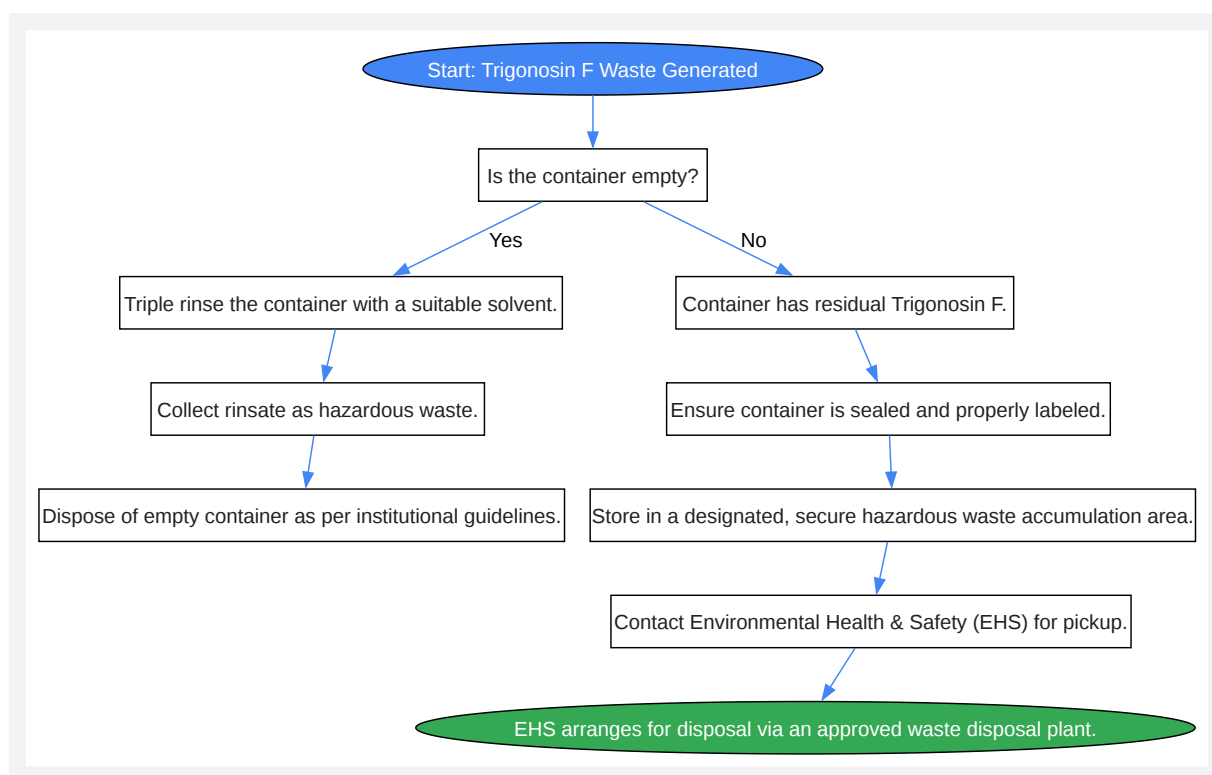 Start: Trigonosin F Waste Generated
Is the container empty?
Yes
No
Triple rinse the container with a suitable solvent.
Container has residual Trigonosin F.
Collect rinsate as hazardous waste.
Ensure container is sealed and properly labeled.
Dispose of empty container as per institutional guidelines.
Store in a designated, secure hazardous waste accumulation area.
Contact Environmental Health & Safety (EHS) for pickup.
EHS arranges for disposal via an approved waste disposal plant.